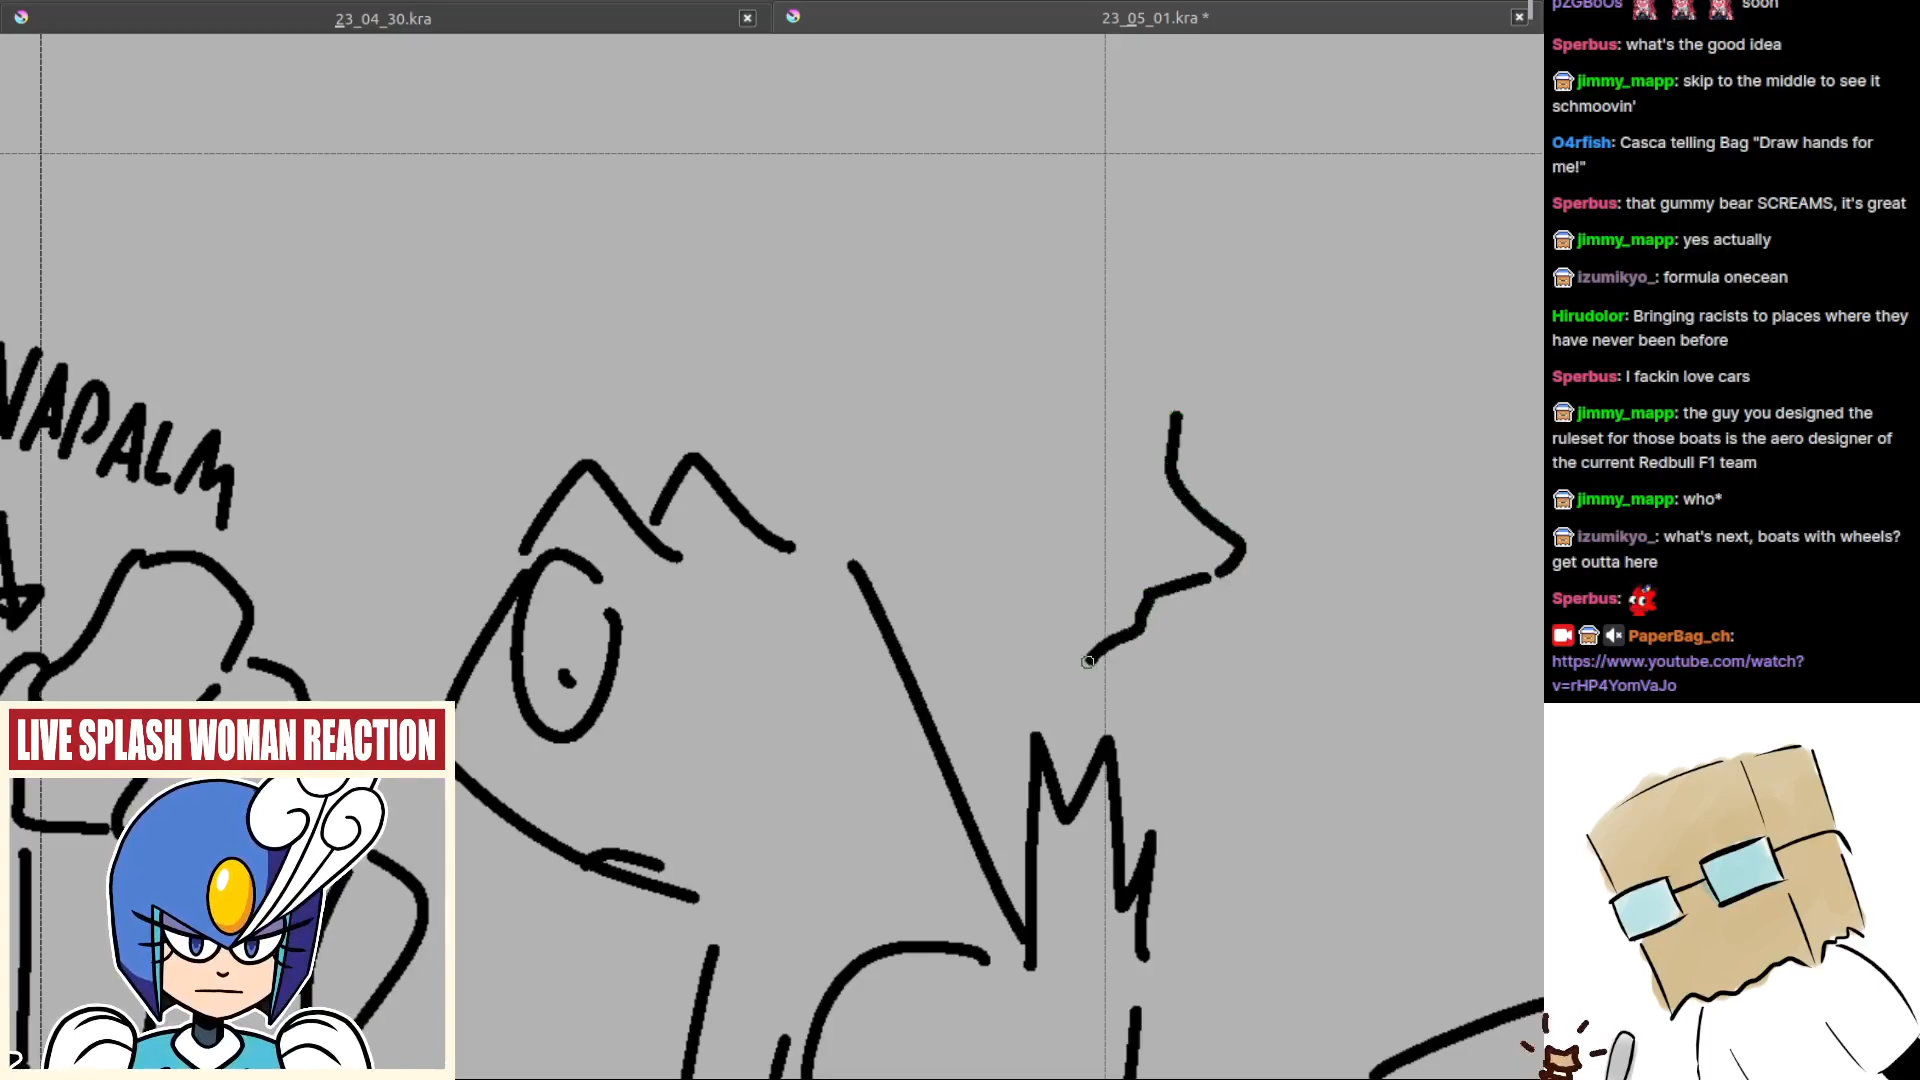 23_04_30.kra
23_05_01.kra *
pZGBoOs soon
Sperbus: what's the good idea
jimmy_mapp: skip to the middle to see it
schmoovin'
O4rfish: Casca telling Bag "Draw hands for
me!"
Sperbus: that gummy bear SCREAMS, it's great
jimmy_mapp: yes actually
izumikyo_: formula onecean
Hirudolor: Bringing racists to places where they
have never been before
Sperbus: I fackin love cars
jimmy_mapp: the guy you designed the
ruleset for those boats is the aero designer of
the current Redbull F1 team
jimmy_mapp: who*
izumikyo_: what's next, boats with wheels?
get outta here
Sperbus:
PaperBag_ch:
https://www.youtube.com/watch?
v=rHP4YomVaJo
NAPALM
LIVE SPLASH WOMAN REACTION